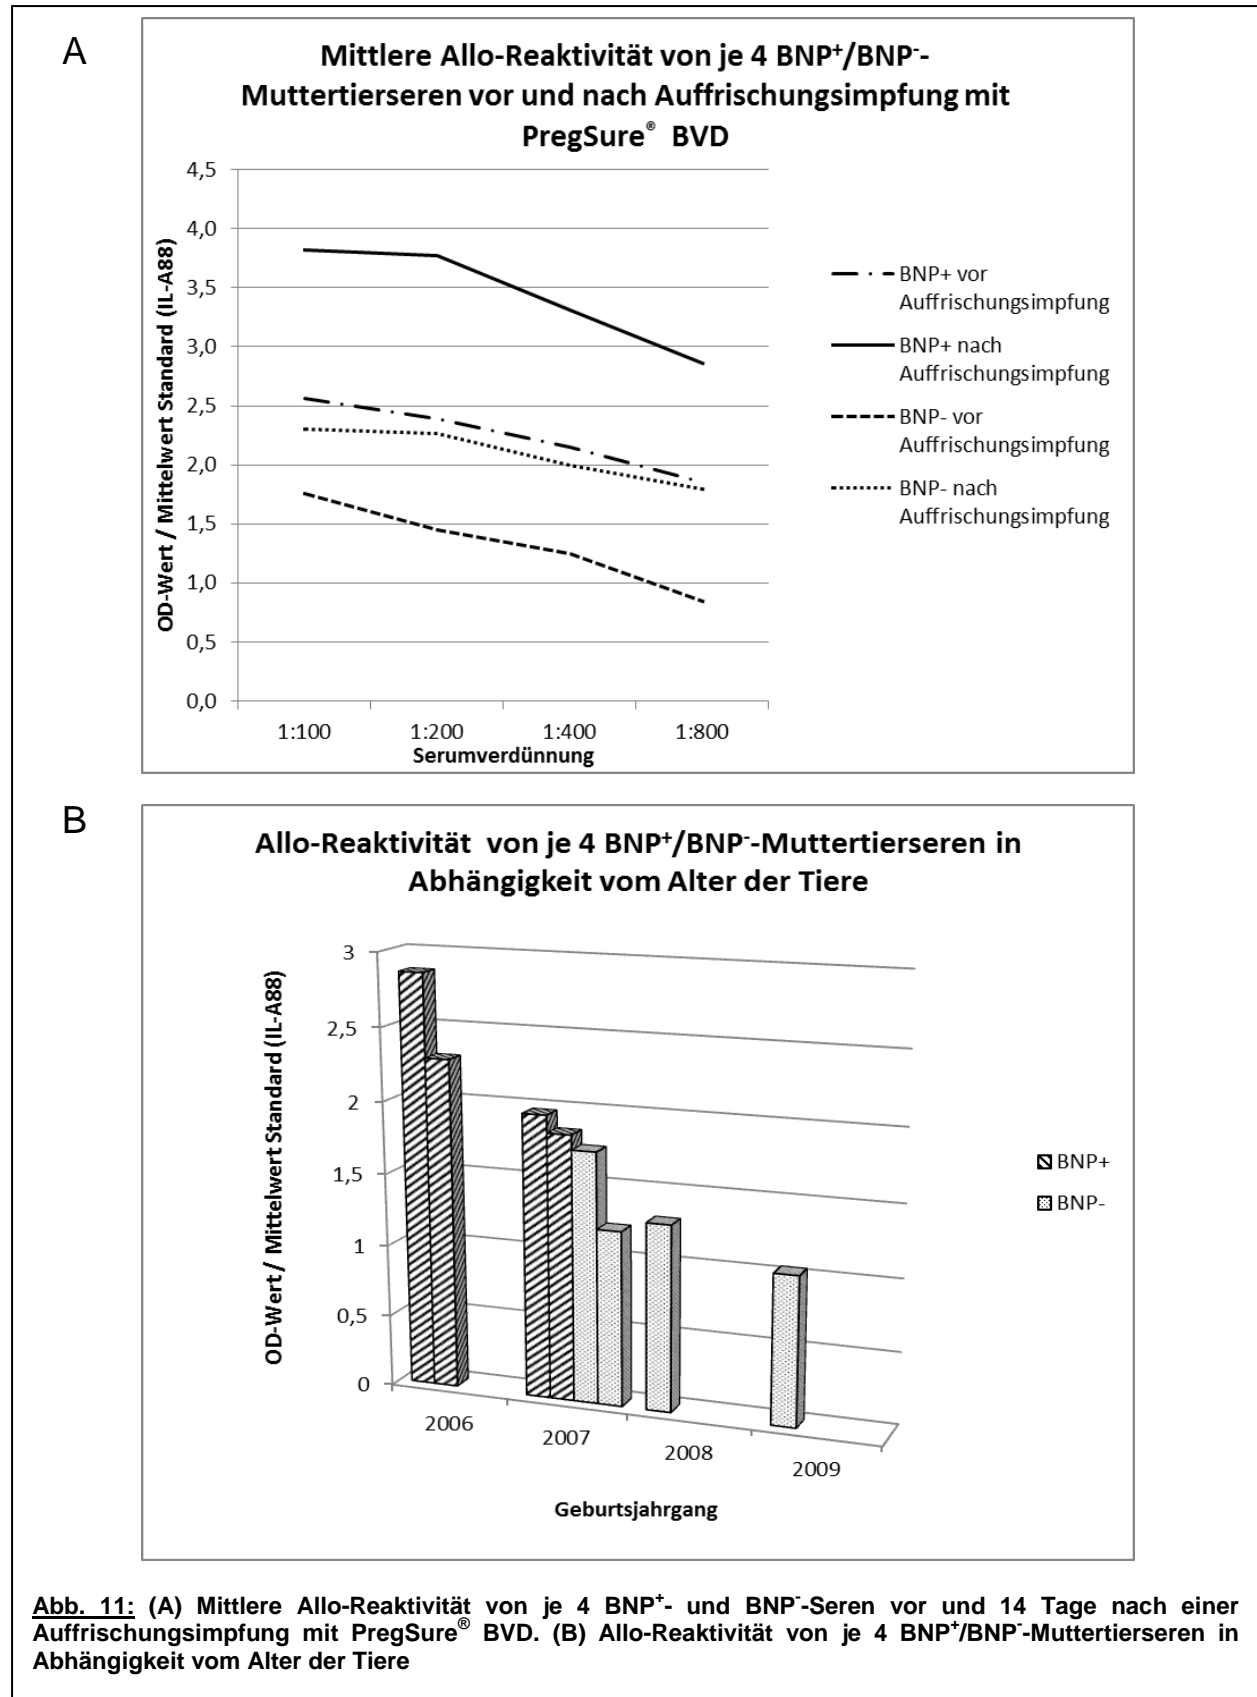 A
Mittlere Allo-Reaktivität von je 4 BNP⁺/BNP⁻-
Muttertierseren vor und nach Auffrischungsimpfung mit
PregSure® BVD
OD-Wert / Mittelwert Standard (IL-A88)
4,5
4,0
3,5
3,0
2,5
2,0
1,5
1,0
0,5
0,0
1:100 1:200 1:400 1:800
Serumverdünnung
BNP+ vor
Auffrischungsimpfung
BNP+ nach
Auffrischungsimpfung
BNP- vor
Auffrischungsimpfung
BNP- nach
Auffrischungsimpfung
B
Allo-Reaktivität von je 4 BNP⁺/BNP⁻-Muttertierseren in
Abhängigkeit vom Alter der Tiere
OD-Wert / Mittelwert Standard (IL-A88)
3
2,5
2
1,5
1
0,5
0
2006
2007
2008
2009
Geburtsjahrgang
BNP+
BNP-
Abb. 11: (A) Mittlere Allo-Reaktivität von je 4 BNP⁺- und BNP⁻-Seren vor und 14 Tage nach einer
Auffrischungsimpfung mit PregSure® BVD. (B) Allo-Reaktivität von je 4 BNP⁺/BNP⁻-Muttertierseren in
Abhängigkeit vom Alter der Tiere